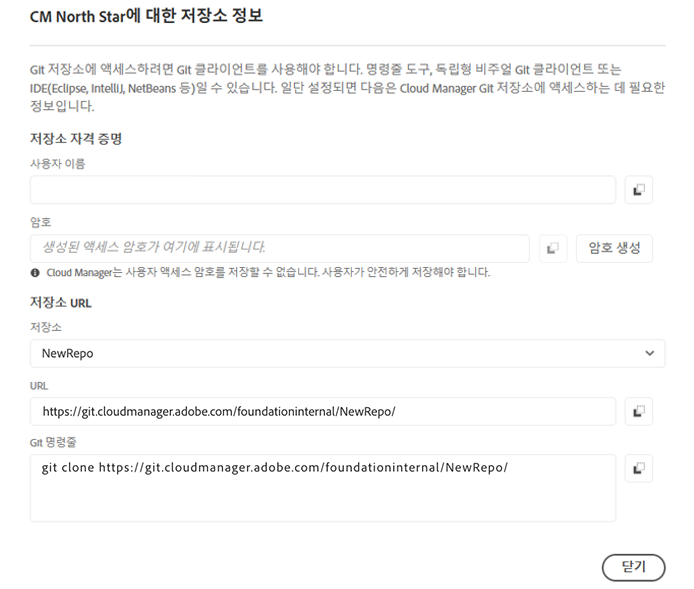 CM North Star에 대한 저장소 정보
Git 저장소에 액세스하려면 Git 클라이언트를 사용해야 합니다. 명령줄 도구, 독립형 비주얼 Git 클라이언트 또는
IDE(Eclipse, IntelliJ, NetBeans 등)일 수 있습니다. 일단 설정되면 다음은 Cloud Manager Git 저장소에 액세스하는 데 필요한
정보입니다.
저장소 자격 증명
사용자 이름
암호
생성된 액세스 암호가 여기에 표시됩니다.
암호 생성
Cloud Manager는 사용자 액세스 암호를 저장할 수 없습니다. 사용자가 안전하게 저장해야 합니다.
저장소 URL
저장소
NewRepo
URL
https://git.cloudmanager.adobe.com/foundationinternal/NewRepo/
Git 명령줄
git clone https://git.cloudmanager.adobe.com/foundationinternal/NewRepo/
닫기